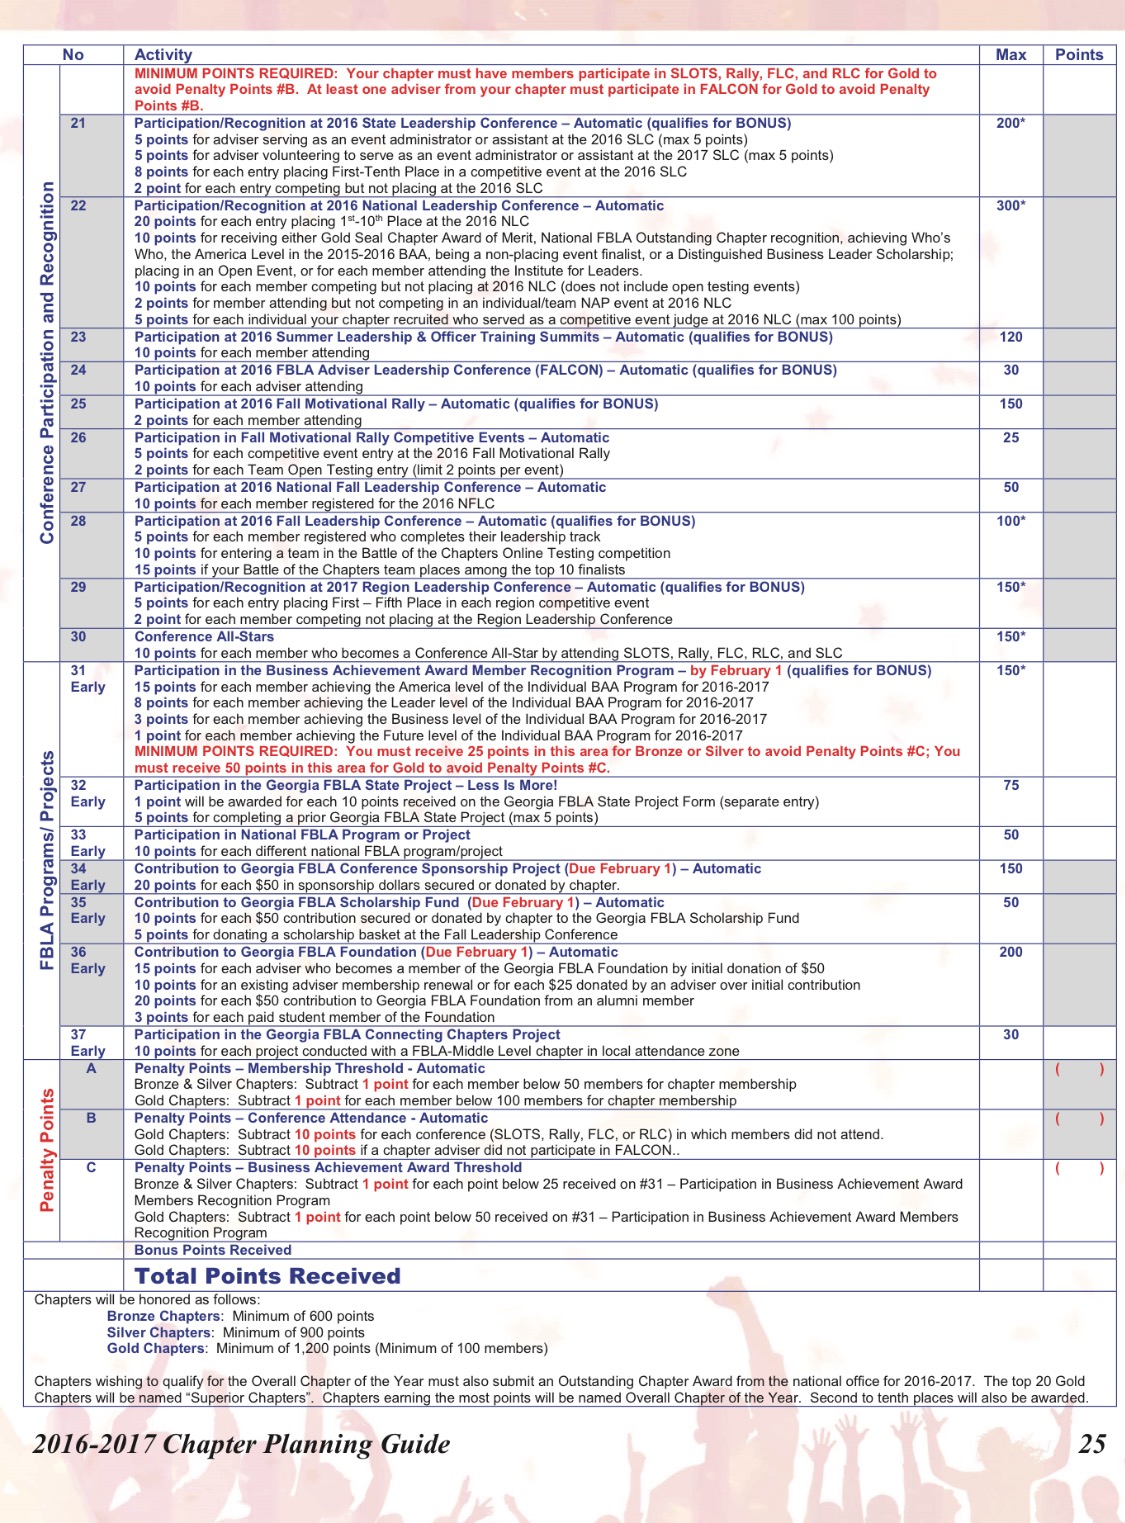 No Activity Max Points
MINIMUM POINTS REQUIRED: Your chapter must have members participate in SLOTS, Rally, FLC, and RLC for Gold to
avoid Penalty Points #B. At least one adviser from your chapter must participate in FALCON for Gold to avoid Penalty
Points #B.
Conference Participation and Recognition
21 Participation/Recognition at 2016 State Leadership Conference – Automatic (qualifies for BONUS) 200*
5 points for adviser serving as an event administrator or assistant at the 2016 SLC (max 5 points)
5 points for adviser volunteering to serve as an event administrator or assistant at the 2017 SLC (max 5 points)
8 points for each entry placing First-Tenth Place in a competitive event at the 2016 SLC
2 point for each entry competing but not placing at the 2016 SLC
22 Participation/Recognition at 2016 National Leadership Conference – Automatic 300*
20 points for each entry placing 1st-10th Place at the 2016 NLC
10 points for receiving either Gold Seal Chapter Award of Merit, National FBLA Outstanding Chapter recognition, achieving Who's
Who, the America Level in the 2015-2016 BAA, being a non-placing event finalist, or a Distinguished Business Leader Scholarship;
placing in an Open Event, or for each member attending the Institute for Leaders.
10 points for each member competing but not placing at 2016 NLC (does not include open testing events)
2 points for member attending but not competing in an individual/team NAP event at 2016 NLC
5 points for each individual your chapter recruited who served as a competitive event judge at 2016 NLC (max 100 points)
23 Participation at 2016 Summer Leadership & Officer Training Summits – Automatic (qualifies for BONUS) 120
10 points for each member attending
24 Participation at 2016 FBLA Adviser Leadership Conference (FALCON) – Automatic (qualifies for BONUS) 30
10 points for each adviser attending
25 Participation at 2016 Fall Motivational Rally – Automatic (qualifies for BONUS) 150
2 points for each member attending
26 Participation in Fall Motivational Rally Competitive Events – Automatic 25
5 points for each competitive event entry at the 2016 Fall Motivational Rally
2 points for each Team Open Testing entry (limit 2 points per event)
27 Participation at 2016 National Fall Leadership Conference – Automatic 50
10 points for each member registered for the 2016 NFLC
28 Participation at 2016 Fall Leadership Conference – Automatic (qualifies for BONUS) 100*
5 points for each member registered who completes their leadership track
10 points for entering a team in the Battle of the Chapters Online Testing competition
15 points if your Battle of the Chapters team places among the top 10 finalists
29 Participation/Recognition at 2017 Region Leadership Conference – Automatic (qualifies for BONUS) 150*
5 points for each entry placing First – Fifth Place in each region competitive event
2 point for each member competing not placing at the Region Leadership Conference
30 Conference All-Stars 150*
10 points for each member who becomes a Conference All-Star by attending SLOTS, Rally, FLC, RLC, and SLC
FBLA Programs/ Projects
31 Participation in the Business Achievement Award Member Recognition Program – by February 1 (qualifies for BONUS) 150*
Early 15 points for each member achieving the America level of the Individual BAA Program for 2016-2017
8 points for each member achieving the Leader level of the Individual BAA Program for 2016-2017
3 points for each member achieving the Business level of the Individual BAA Program for 2016-2017
1 point for each member achieving the Future level of the Individual BAA Program for 2016-2017
MINIMUM POINTS REQUIRED: You must receive 25 points in this area for Bronze or Silver to avoid Penalty Points #C; You
must receive 50 points in this area for Gold to avoid Penalty Points #C.
32 Participation in the Georgia FBLA State Project – Less Is More! 75
Early 1 point will be awarded for each 10 points received on the Georgia FBLA State Project Form (separate entry)
5 points for completing a prior Georgia FBLA State Project (max 5 points)
33 Participation in National FBLA Program or Project 50
Early 10 points for each different national FBLA program/project
34 Contribution to Georgia FBLA Conference Sponsorship Project (Due February 1) – Automatic 150
Early 20 points for each $50 in sponsorship dollars secured or donated by chapter.
35 Contribution to Georgia FBLA Scholarship Fund (Due February 1) – Automatic 50
Early 10 points for each $50 contribution secured or donated by chapter to the Georgia FBLA Scholarship Fund
5 points for donating a scholarship basket at the Fall Leadership Conference
36 Contribution to Georgia FBLA Foundation (Due February 1) – Automatic 200
Early 15 points for each adviser who becomes a member of the Georgia FBLA Foundation by initial donation of $50
10 points for an existing adviser membership renewal or for each $25 donated by an adviser over initial contribution
20 points for each $50 contribution to Georgia FBLA Foundation from an alumni member
3 points for each paid student member of the Foundation
37 Participation in the Georgia FBLA Connecting Chapters Project 30
Early 10 points for each project conducted with a FBLA-Middle Level chapter in local attendance zone
Penalty Points
A Penalty Points – Membership Threshold - Automatic ( )
Bronze & Silver Chapters: Subtract 1 point for each member below 50 members for chapter membership
Gold Chapters: Subtract 1 point for each member below 100 members for chapter membership
B Penalty Points – Conference Attendance - Automatic ( )
Gold Chapters: Subtract 10 points for each conference (SLOTS, Rally, FLC, or RLC) in which members did not attend.
Gold Chapters: Subtract 10 points if a chapter adviser did not participate in FALCON..
C Penalty Points – Business Achievement Award Threshold ( )
Bronze & Silver Chapters: Subtract 1 point for each point below 25 received on #31 – Participation in Business Achievement Award
Members Recognition Program
Gold Chapters: Subtract 1 point for each point below 50 received on #31 – Participation in Business Achievement Award Members
Recognition Program
Bonus Points Received
Total Points Received
Chapters will be honored as follows:
Bronze Chapters: Minimum of 600 points
Silver Chapters: Minimum of 900 points
Gold Chapters: Minimum of 1,200 points (Minimum of 100 members)
Chapters wishing to qualify for the Overall Chapter of the Year must also submit an Outstanding Chapter Award from the national office for 2016-2017. The top 20 Gold
Chapters will be named “Superior Chapters”. Chapters earning the most points will be named Overall Chapter of the Year. Second to tenth places will also be awarded.
2016-2017 Chapter Planning Guide 25